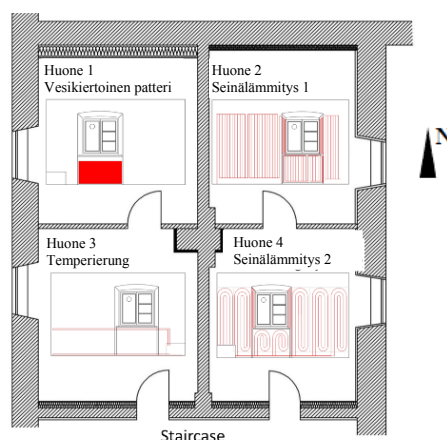 Huone 1
Vesikiertoinen patteri
Huone 2
Seinälämmitys 1
N
Huone 3
Temperierung
Huone 4
Seinälämmitys 2
Staircase